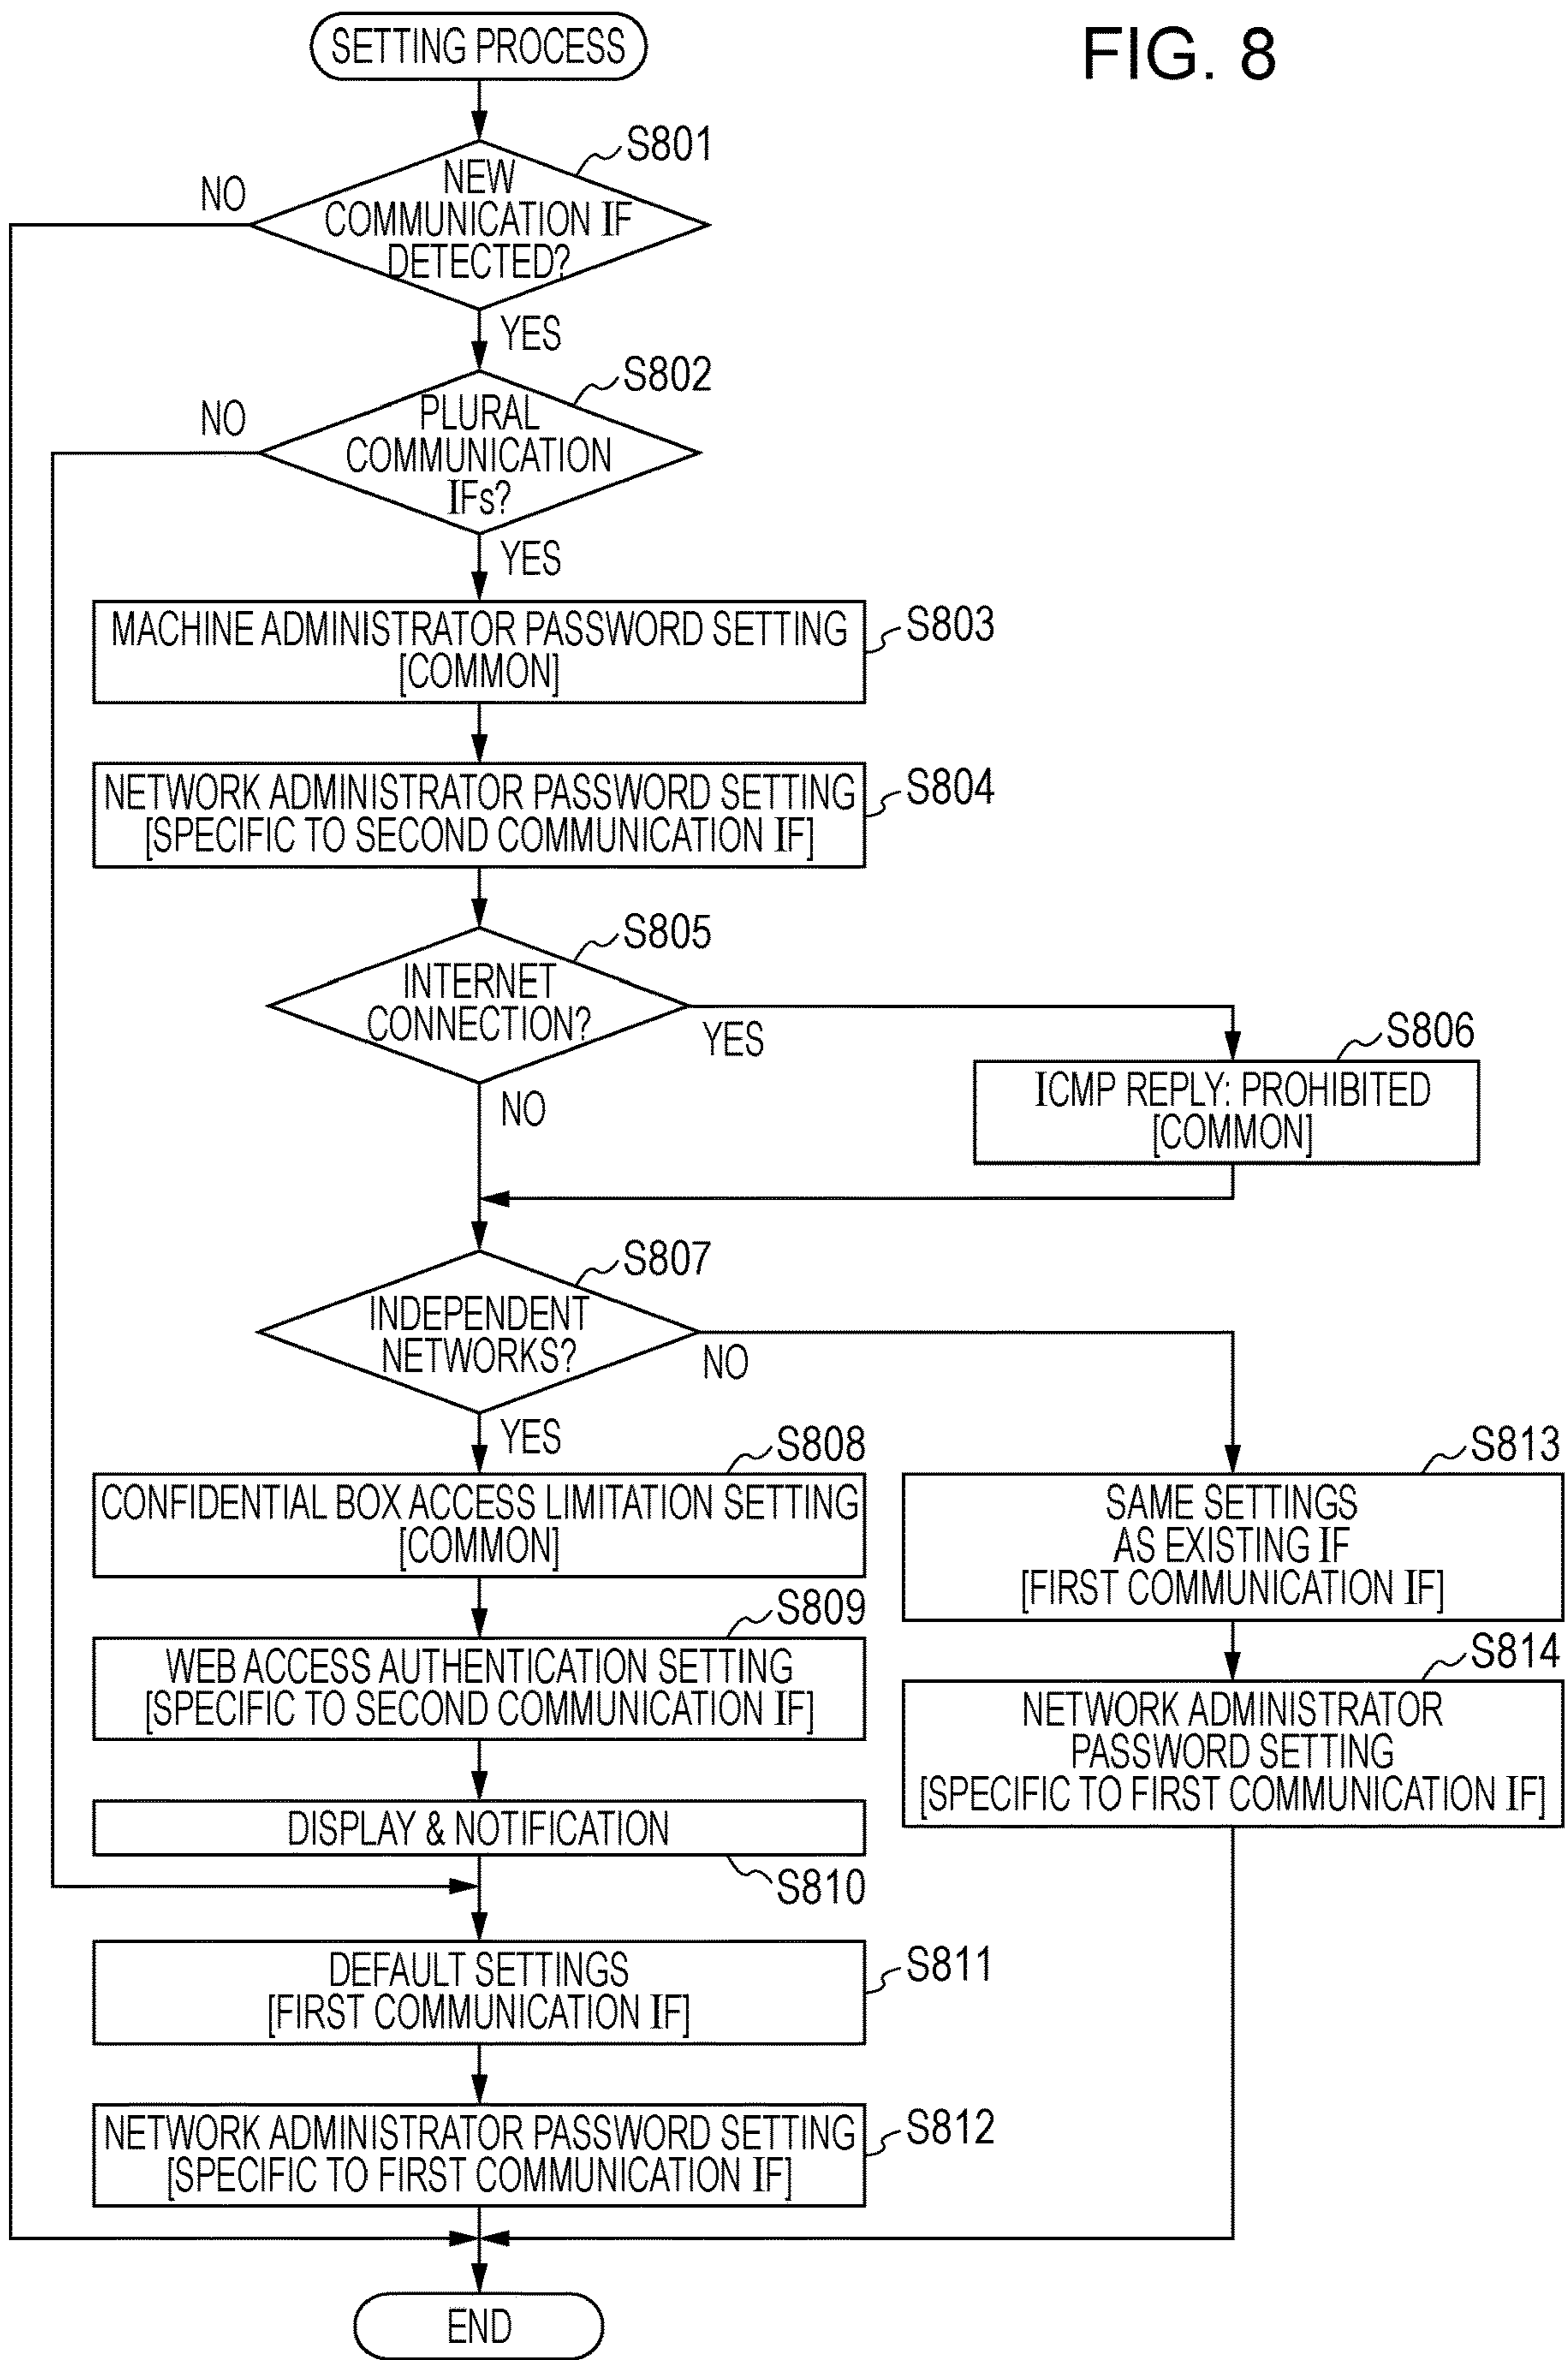 SETTING PROCESS
FIG. 8
S801
NO
NEW
COMMUNICATION IF
DETECTED?
YES
S802
NO
PLURAL
COMMUNICATION
IFs?
YES
MACHINE ADMINISTRATOR PASSWORD SETTING
[COMMON]
S803
NETWORK ADMINISTRATOR PASSWORD SETTING
[SPECIFIC TO SECOND COMMUNICATION IF]
S804
S805
INTERNET
CONNECTION?
YES
NO
S806
ICMP REPLY: PROHIBITED
[COMMON]
S807
INDEPENDENT
NETWORKS?
NO
YES
S808
CONFIDENTIAL BOX ACCESS LIMITATION SETTING
[COMMON]
S809
WEB ACCESS AUTHENTICATION SETTING
[SPECIFIC TO SECOND COMMUNICATION IF]
DISPLAY & NOTIFICATION
S810
S813
SAME SETTINGS
AS EXISTING IF
[FIRST COMMUNICATION IF]
S814
NETWORK ADMINISTRATOR
PASSWORD SETTING
[SPECIFIC TO FIRST COMMUNICATION IF]
DEFAULT SETTINGS
[FIRST COMMUNICATION IF]
S811
NETWORK ADMINISTRATOR PASSWORD SETTING
[SPECIFIC TO FIRST COMMUNICATION IF]
S812
END